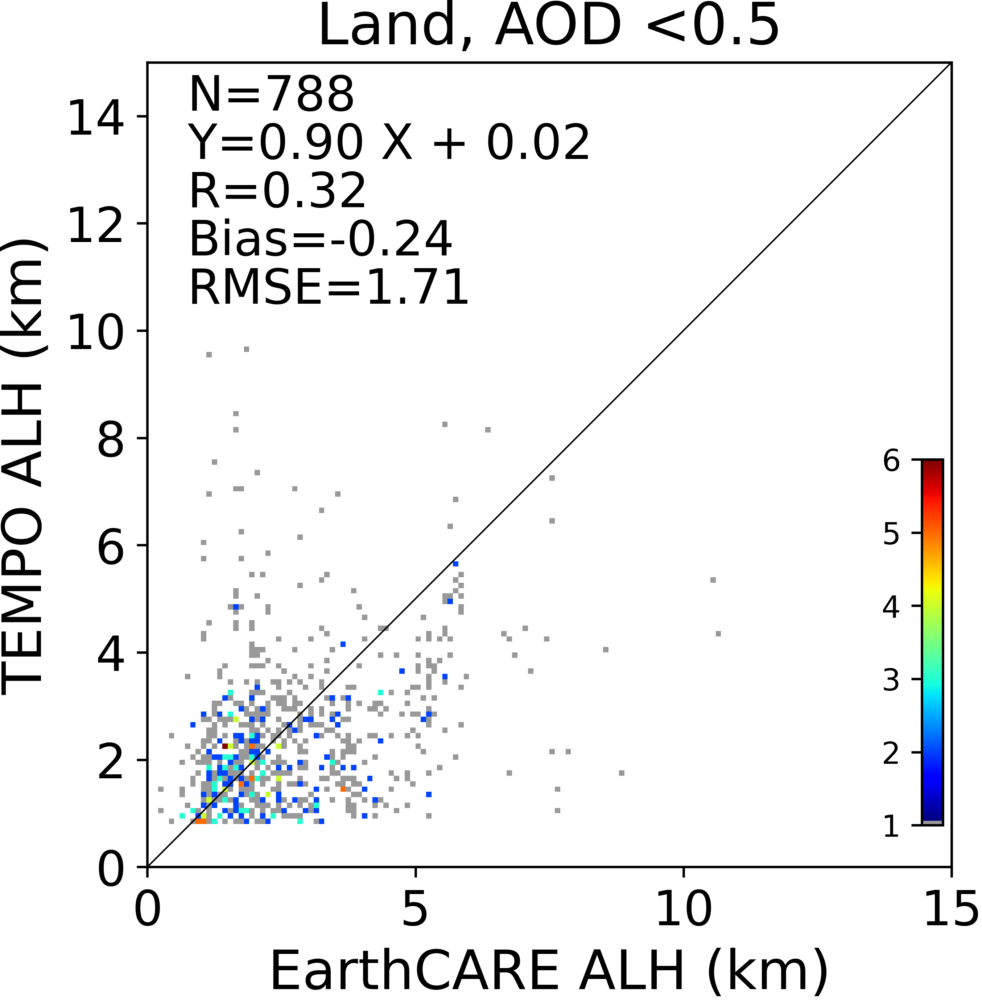 Land, AOD <0.5
N=788
Y=0.90 X + 0.02
R=0.32
Bias=-0.24
RMSE=1.71
TEMPO ALH (km)
14
12
10
8
6
4
2
0
6
5
4
3
2
1
0 5 10 15
EarthCARE ALH (km)